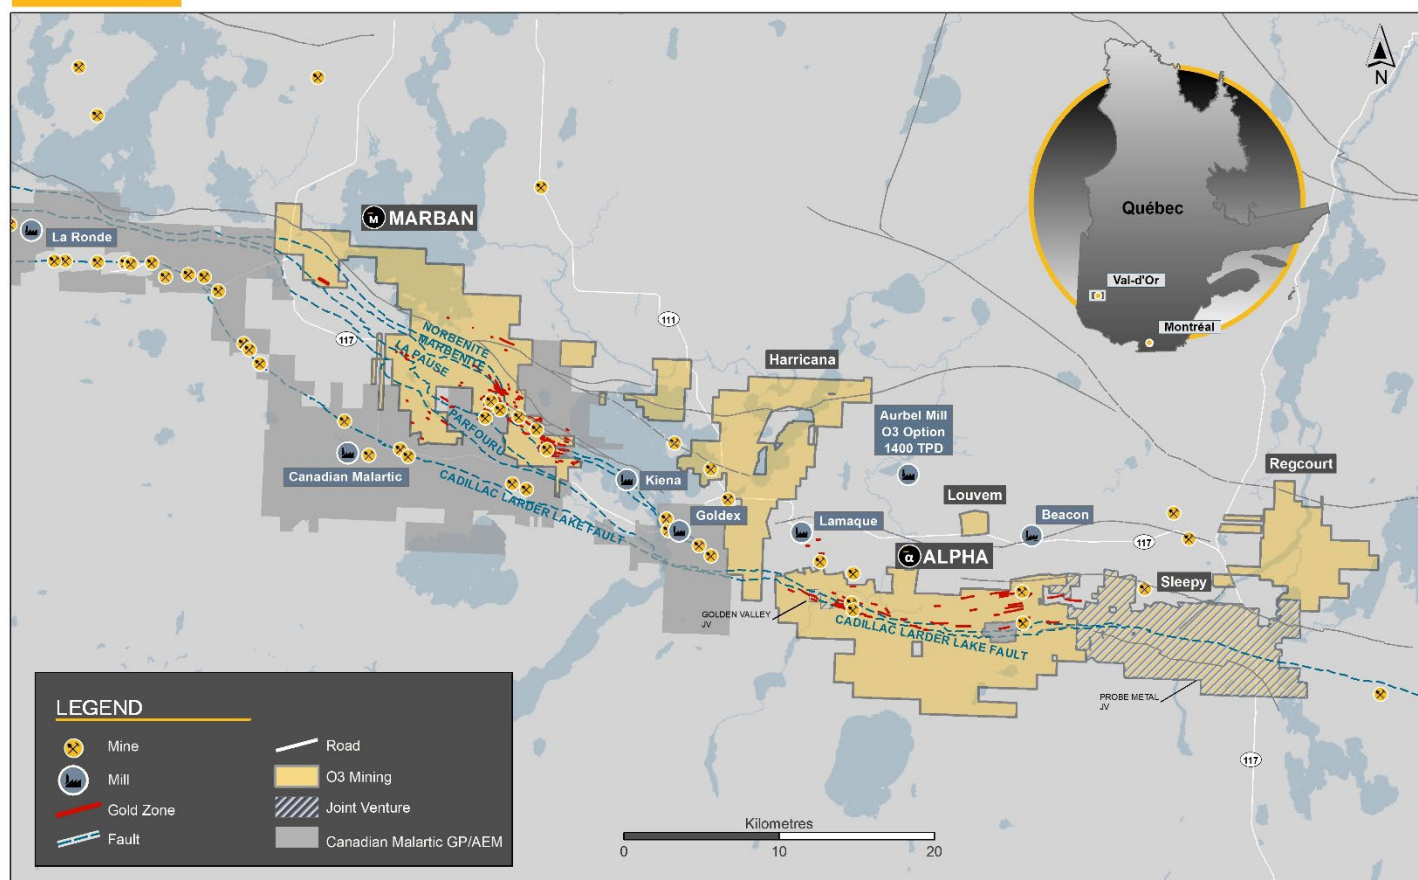 N
Québec
Val-d'Or
Montréal
La Ronde
M MARBAN
117
111
NORBENITE
MARBENITE
LA PAUSE
PARFOURU
CADILLAC LARDER LAKE FAULT
Canadian Malartic
Kiena
Goldex
Harricana
Aurbel Mill
O3 Option
1400 TPD
Lamaque
Louvem
Beacon
Regcourt
117
α ALPHA
Sleepy
GOLDEN VALLEY
JV
CADILLAC LARDER LAKE FAULT
PROBE METAL
JV
117
LEGEND
Mine
Mill
Gold Zone
Fault
Road
O3 Mining
Joint Venture
Canadian Malartic GP/AEM
Kilometres
0 10 20